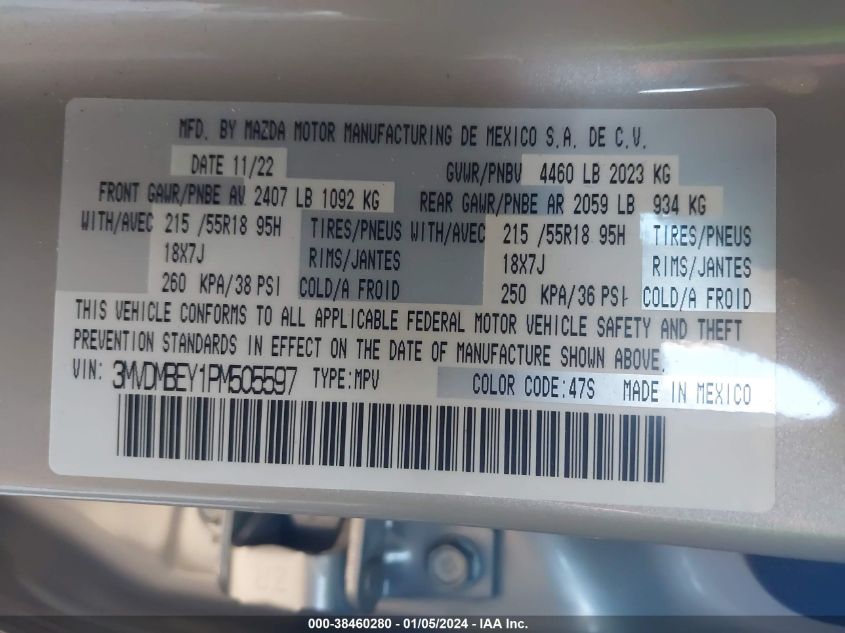 MFD. BY MAZDA MOTOR MANUFACTURING DE MEXICO S.A. DE C.V.
DATE 11/22 GVWR/PNBV 4460 LB 2023 KG
FRONT GAWR/PNBE AV 2407 LB 1092 KG REAR GAWR/PNBE AR 2059 LB 934 KG
WITH/AVEC 215 /55R18 95H TIRES/PNEUS WITH/AVEC 215 /55R18 95H TIRES/PNEUS
18X7J RIMS/JANTES 18X7J RIMS/JANTES
260 KPA/38 PSI COLD/A FROID 250 KPA/36 PSI COLD/A FROID
THIS VEHICLE CONFORMS TO ALL APPLICABLE FEDERAL MOTOR VEHICLE SAFETY AND THEFT
PREVENTION STANDARDS IN EFFECT ON THE DATE OF MANUFACTURE SHOWN ABOVE.
VIN: 3MVDMBEY1PM505597 TYPE:MPV COLOR CODE:47S MADE IN MEXICO
000-38460280 - 01/05/2024 - IAA Inc.